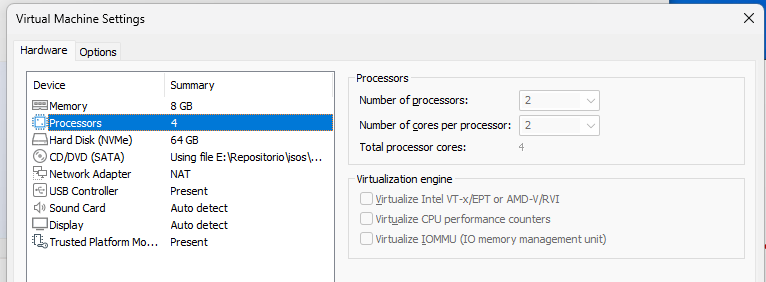 Virtual Machine Settings
Hardware
Options
Device Summary
Memory 8 GB
Processors 4
Hard Disk (NVMe) 64 GB
CD/DVD (SATA) Using file E:\Repositorio\isos\...
Network Adapter NAT
USB Controller Present
Sound Card Auto detect
Display Auto detect
Trusted Platform Mo... Present
Processors
Number of processors: 2
Number of cores per processor: 2
Total processor cores: 4
Virtualization engine
Virtualize Intel VT-x/EPT or AMD-V/RVI
Virtualize CPU performance counters
Virtualize IOMMU (IO memory management unit)